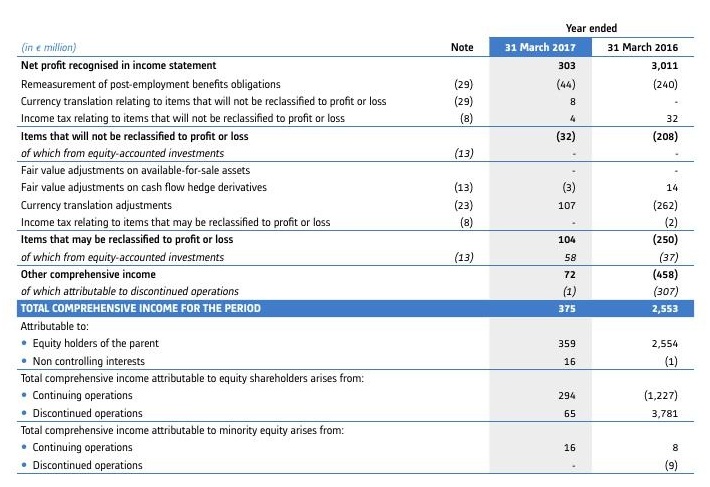 Year ended
(in € million) Note 31 March 2017 31 March 2016
Net profit recognised in income statement 303 3,011
Remeasurement of post-employment benefits obligations (29) (44) (240)
Currency translation relating to items that will not be reclassified to profit or loss (29) 8 -
Income tax relating to items that will not be reclassified to profit or loss (8) 4 32
Items that will not be reclassified to profit or loss (32) (208)
of which from equity-accounted investments (13) - -
Fair value adjustments on available-for-sale assets - -
Fair value adjustments on cash flow hedge derivatives (13) (3) 14
Currency translation adjustments (23) 107 (262)
Income tax relating to items that may be reclassified to profit or loss (8) - (2)
Items that may be reclassified to profit or loss 104 (250)
of which from equity-accounted investments (13) 58 (37)
Other comprehensive income 72 (458)
of which attributable to discontinued operations (1) (307)
TOTAL COMPREHENSIVE INCOME FOR THE PERIOD 375 2,553
Attributable to:
• Equity holders of the parent 359 2,554
• Non controlling interests 16 (1)
Total comprehensive income attributable to equity shareholders arises from:
• Continuing operations 294 (1,227)
• Discontinued operations 65 3,781
Total comprehensive income attributable to minority equity arises from:
• Continuing operations 16 8
• Discontinued operations - (9)